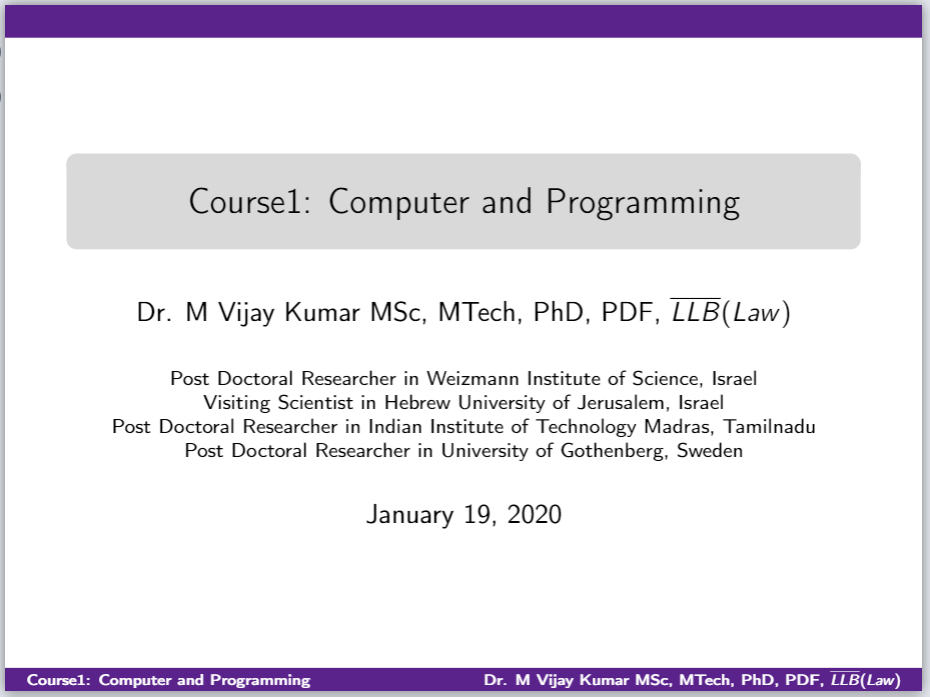 Course1: Computer and Programming
Dr. M Vijay Kumar MSc, MTech, PhD, PDF, LLB(Law)
Post Doctoral Researcher in Weizmann Institute of Science, Israel
Visiting Scientist in Hebrew University of Jerusalem, Israel
Post Doctoral Researcher in Indian Institute of Technology Madras, Tamilnadu
Post Doctoral Researcher in University of Gothenberg, Sweden
January 19, 2020
Course1: Computer and Programming Dr. M Vijay Kumar MSc, MTech, PhD, PDF, LLB(Law)